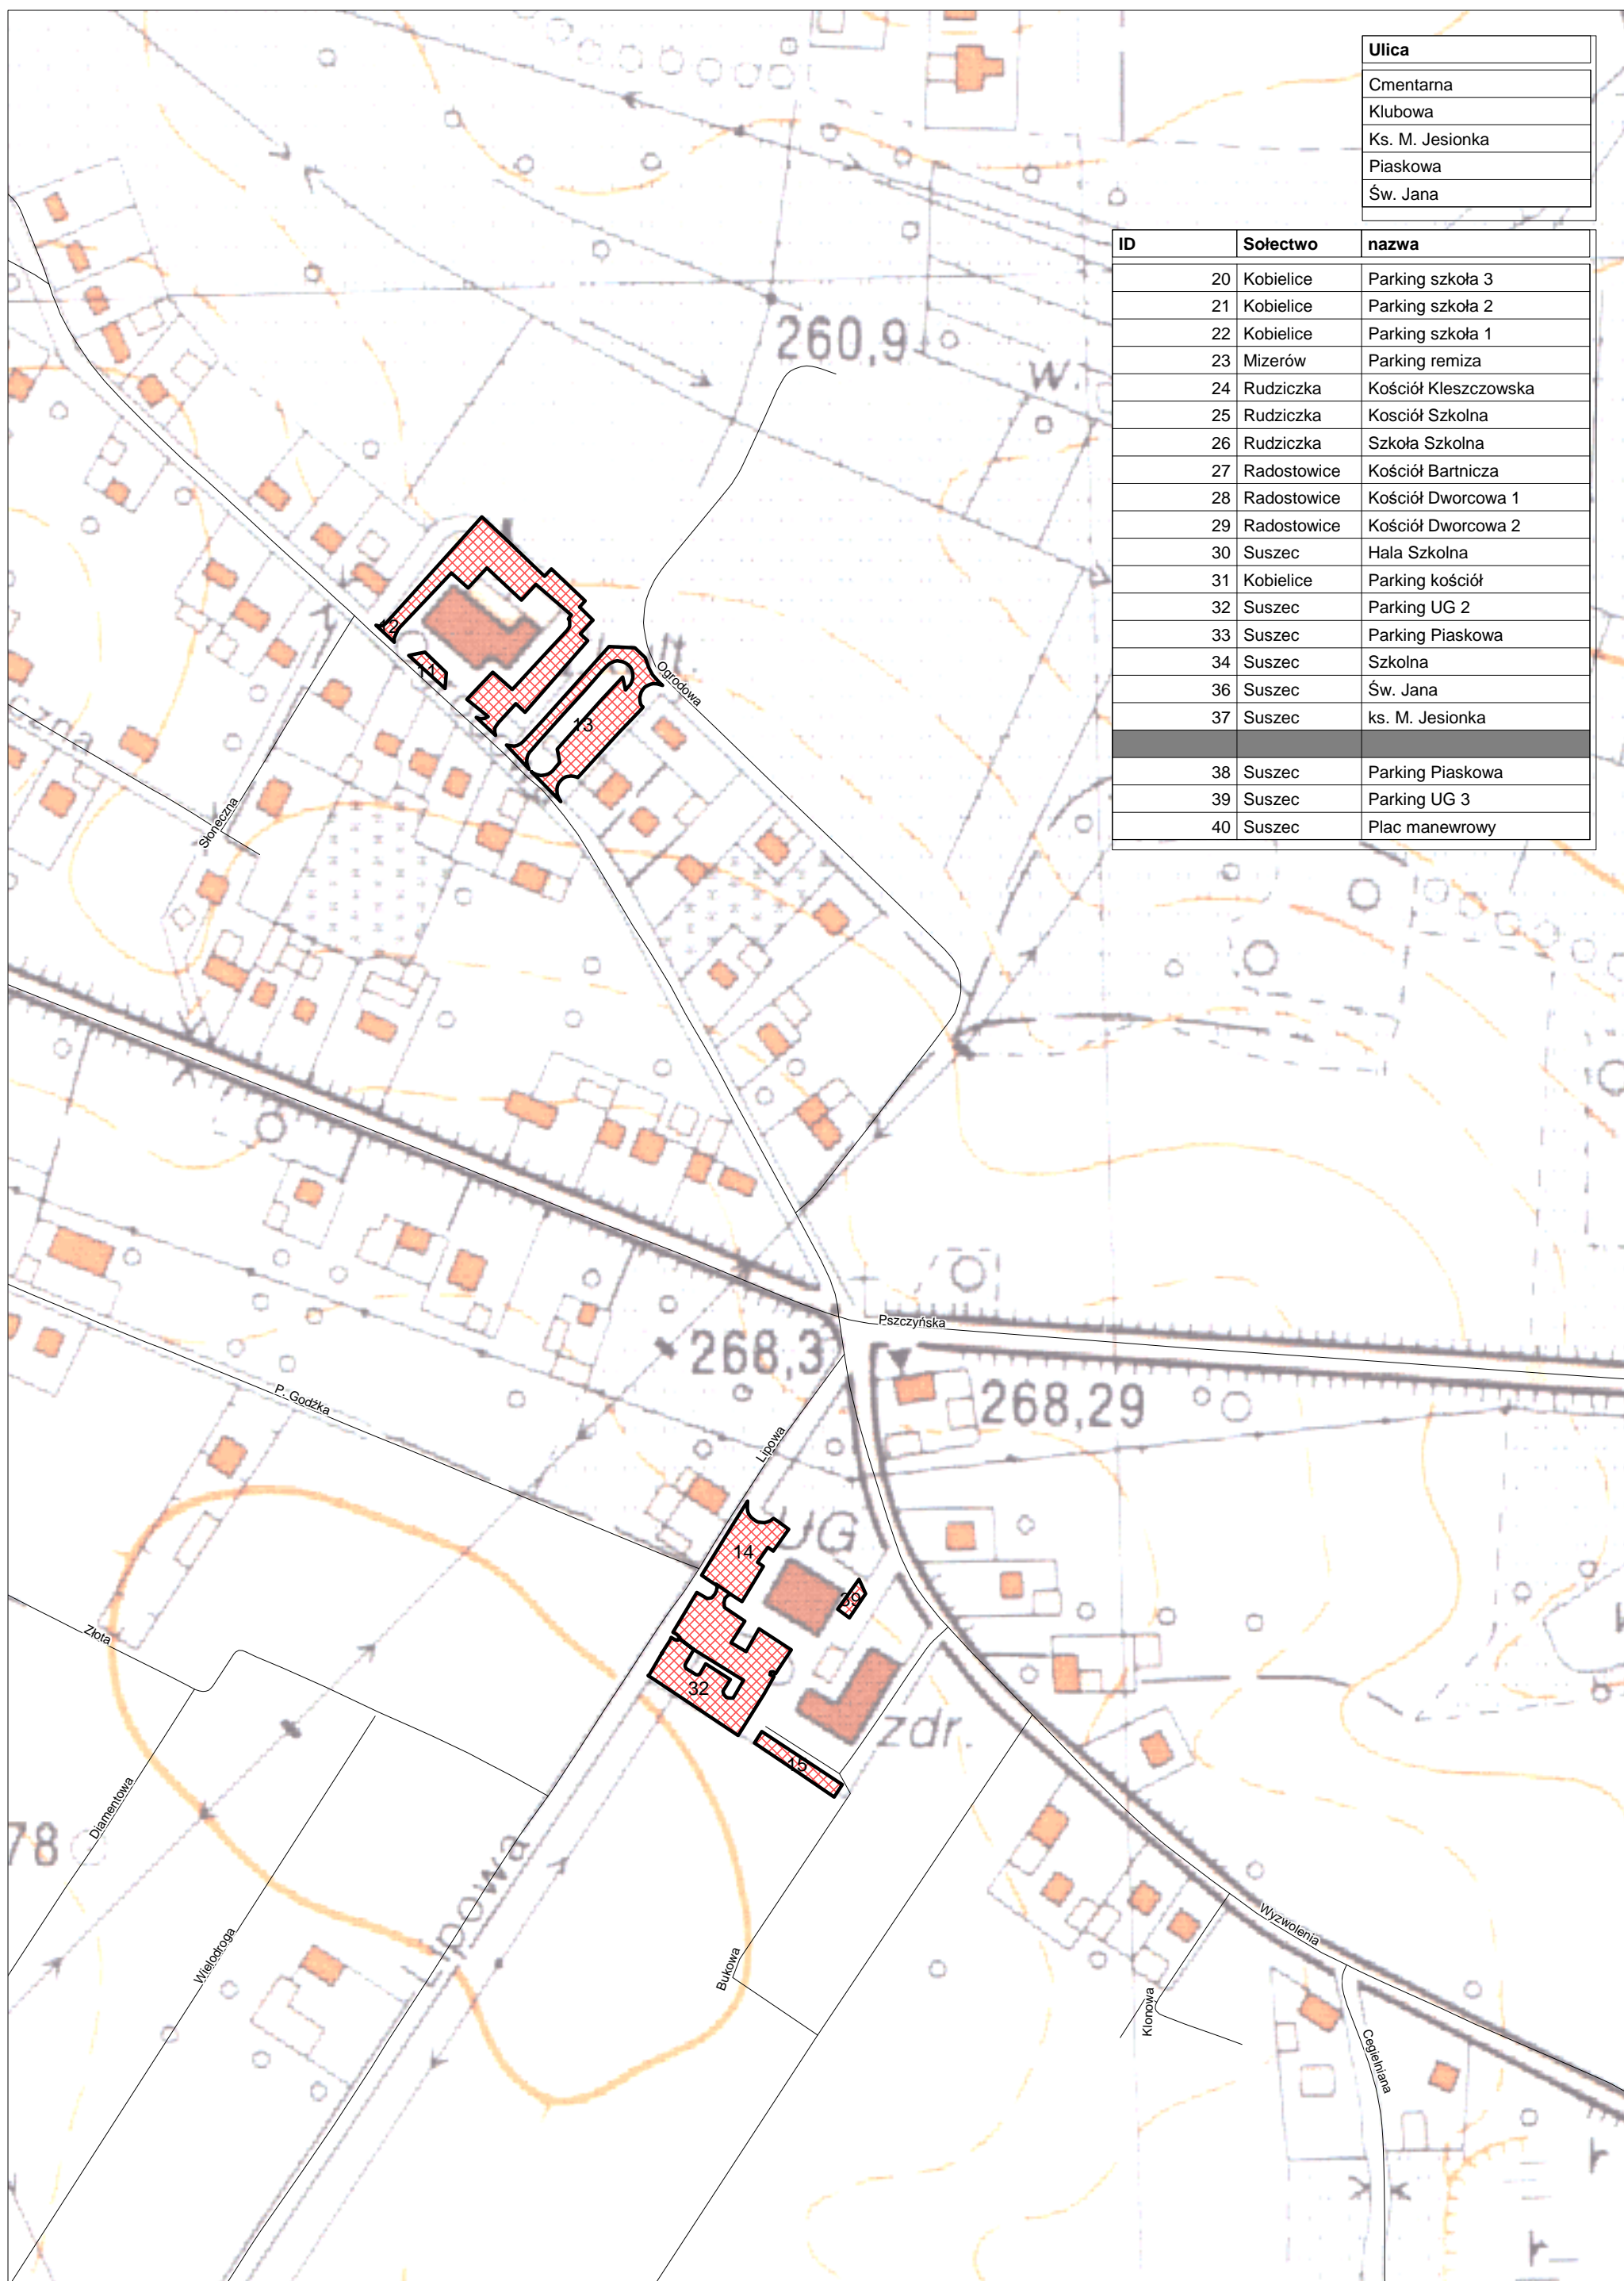 Ulica
Cmentarna
Klubowa
Ks. M. Jesionka
Piaskowa
Św. Jana
ID Sołectwo nazwa
20 Kobielice Parking szkoła 3
21 Kobielice Parking szkoła 2
22 Kobielice Parking szkoła 1
23 Mizerów Parking remiza
24 Rudziczka Kościół Kleszczowska
25 Rudziczka Kosciół Szkolna
26 Rudziczka Szkoła Szkolna
27 Radostowice Kościół Bartnicza
28 Radostowice Kościół Dworcowa 1
29 Radostowice Kościół Dworcowa 2
30 Suszec Hala Szkolna
31 Kobielice Parking kościół
32 Suszec Parking UG 2
33 Suszec Parking Piaskowa
34 Suszec Szkolna
36 Suszec Św. Jana
37 Suszec ks. M. Jesionka
38 Suszec Parking Piaskowa
39 Suszec Parking UG 3
40 Suszec Plac manewrowy
260,9
w.
12
11
lt.
Ogrodowa
13
Słoneczna
Pszczyńska
268,3
268,29
P. Godźka
Lipowa
UG
14
39
Złota
32
zdr.
15
Diamentowa
78
Wielodroga
Bukowa
Wyzwolenia
Klonowa
Cegielniana